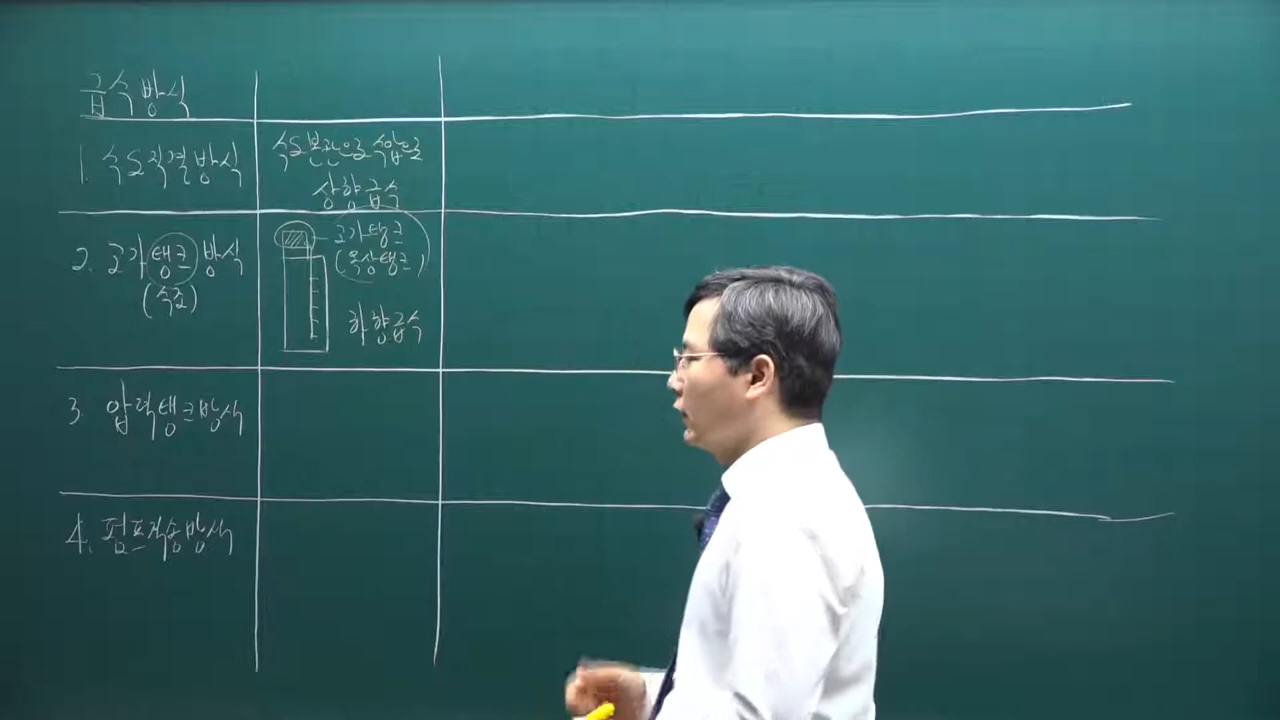 급수방식
1. 수도직결방식
수도본관으로 수압으로
상향급수
2. 고가탱크방식
(수조)
고가탱크
(옥상탱크)
하향급수
3. 압력탱크방식
4. 펌프직송방식